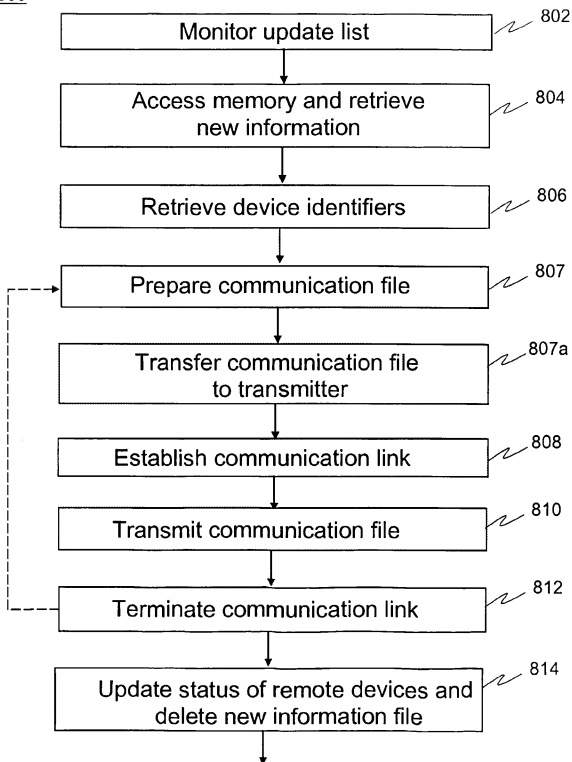 Monitor update list
802
Access memory and retrieve
new information
804
Retrieve device identifiers
806
Prepare communication file
807
Transfer communication file
to transmitter
807a
Establish communication link
808
Transmit communication file
810
Terminate communication link
812
Update status of remote devices and
delete new information file
814